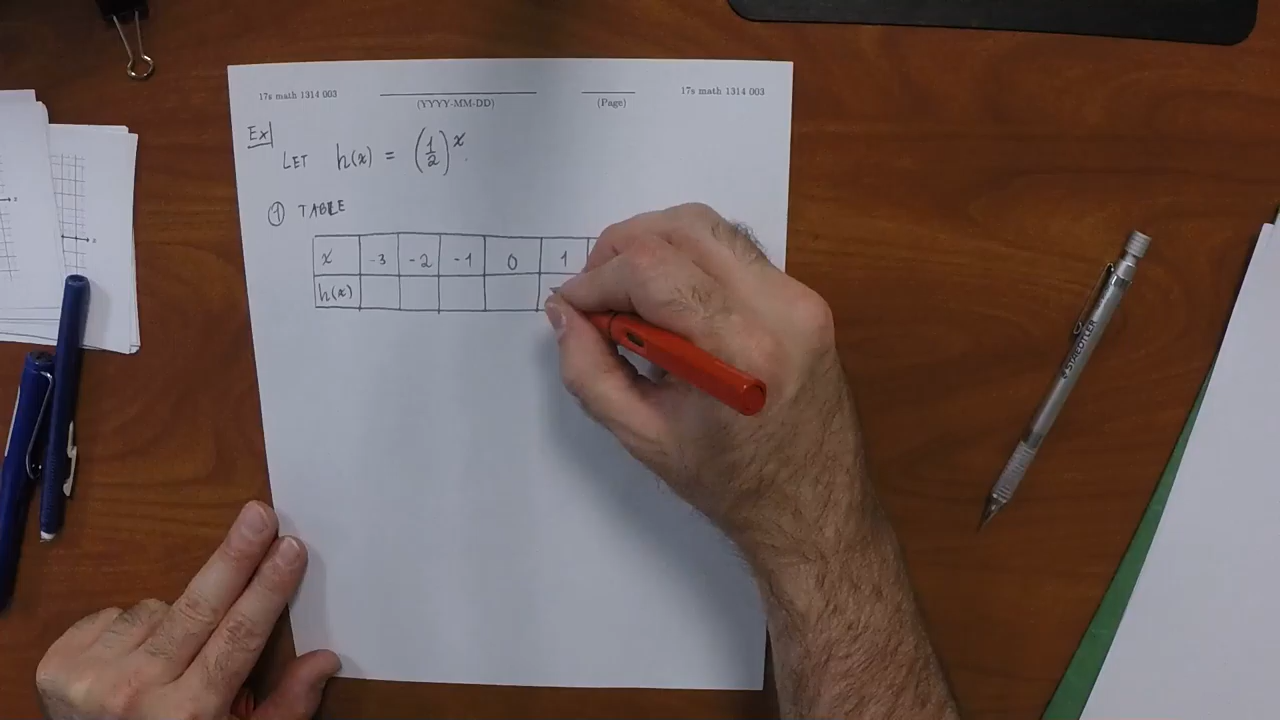 17s math 1314 003 (YYYY-MM-DD) (Page) 17s math 1314 003
Ex
LET h(x) = (1/2)^x.
① TABLE
x -3 -2 -1 0 1
h(x)
STAEDTLER